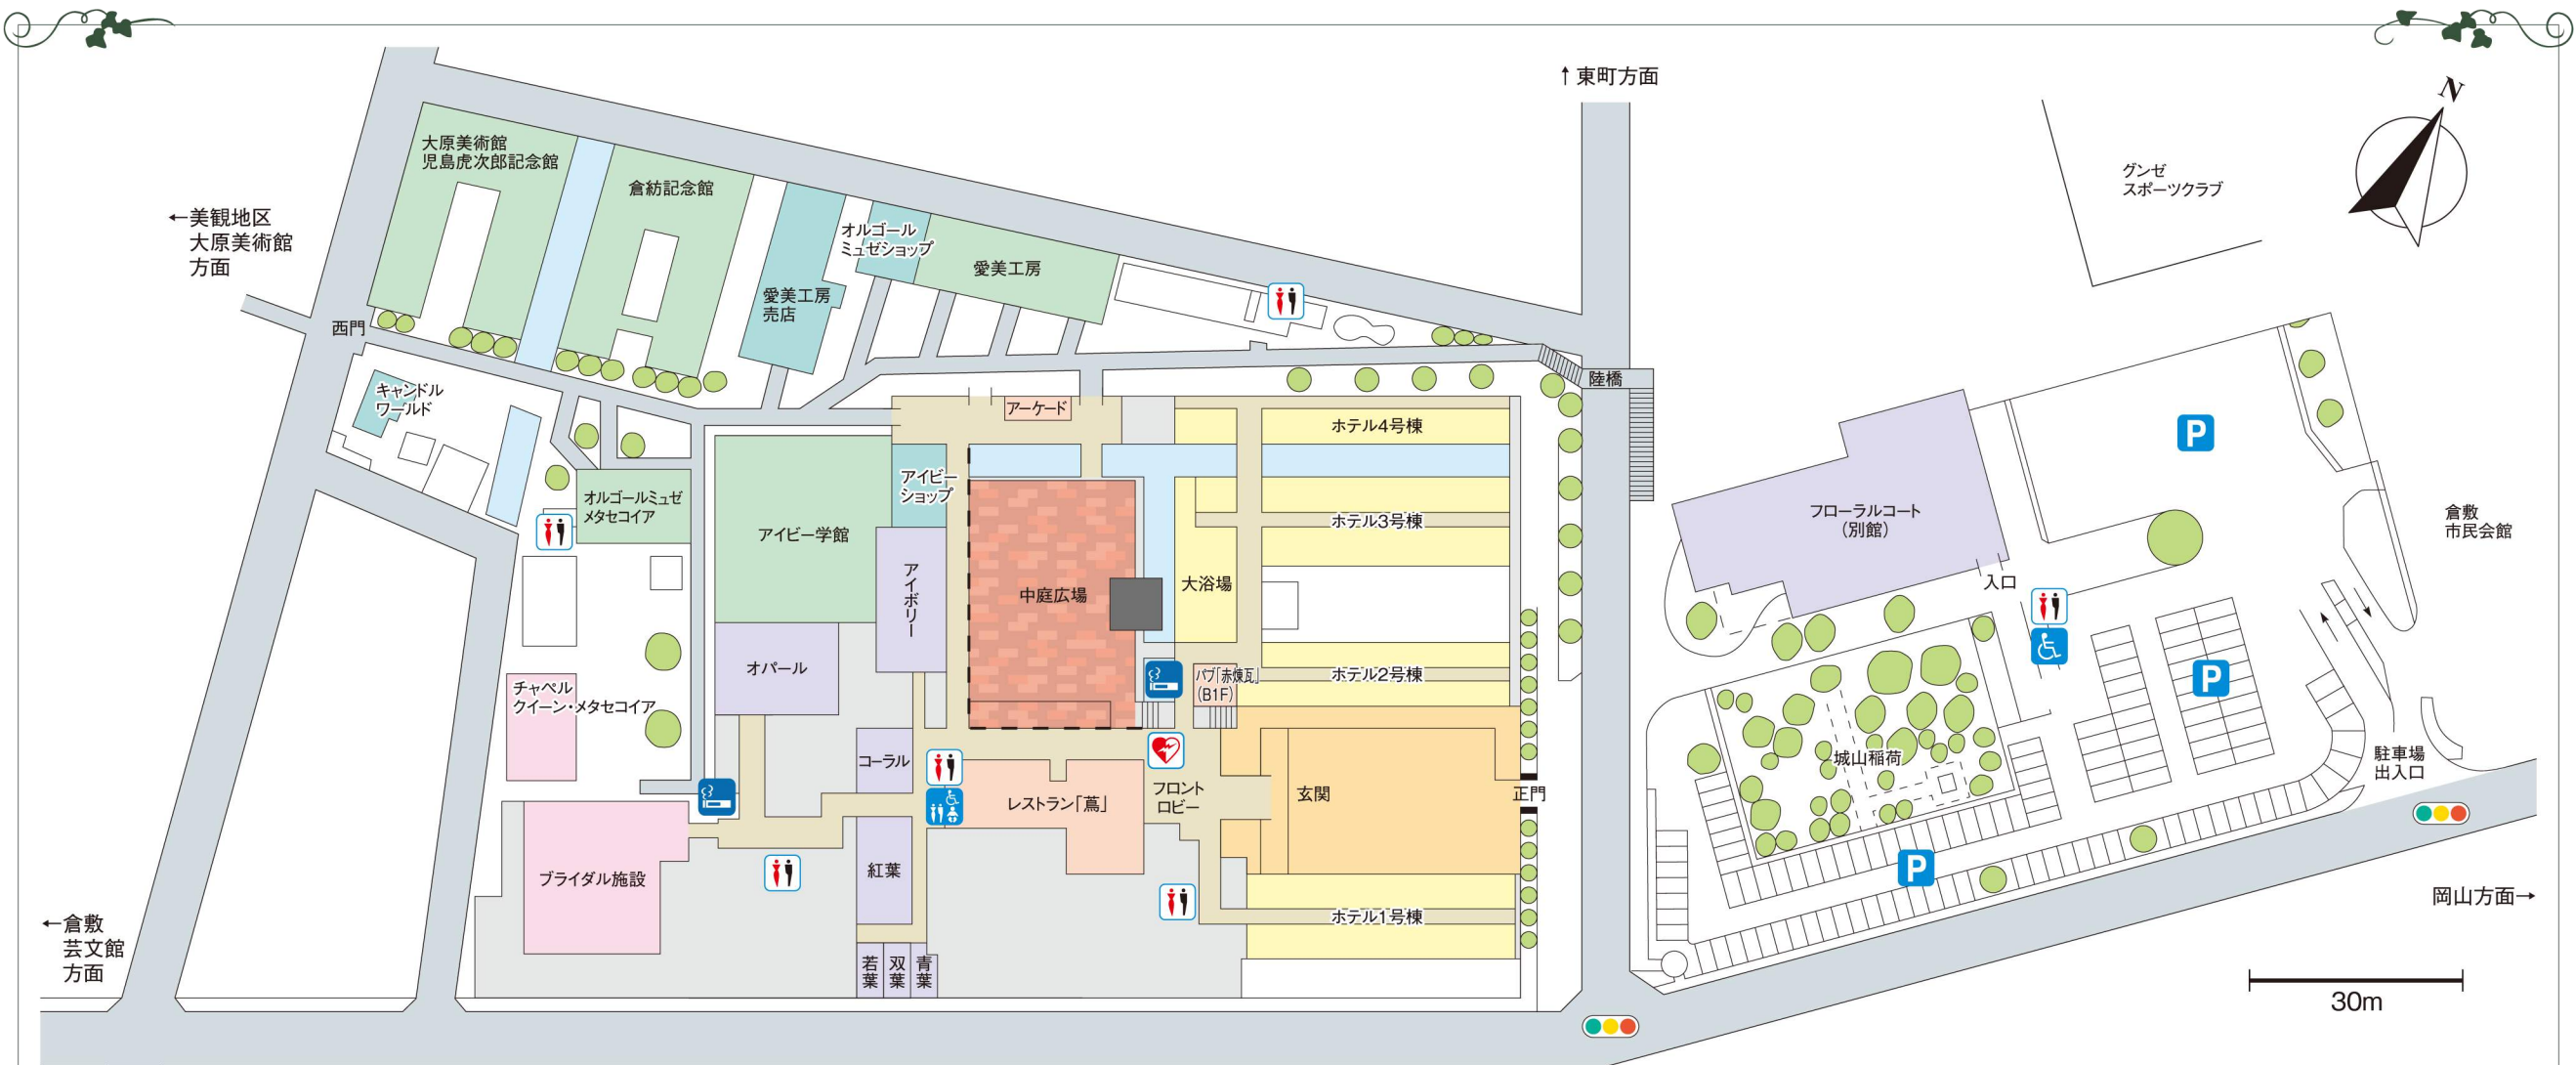 ↑東町方面
N
グンゼ
スポーツクラブ
大原美術館
児島虎次郎記念館
倉紡記念館
←美観地区
大原美術館
方面
オルゴール
ミュゼショップ
愛美工房
愛美工房
売店
西門
陸橋
キャンドル
ワールド
アーケード
ホテル4号棟
P
アイビー
ショップ
オルゴールミュゼ
メタセコイア
アイビー学館
ホテル3号棟
フローラルコート
(別館)
倉敷
市民会館
アイボリー
中庭広場
大浴場
入口
オパール
パブ「赤煉瓦」
(B1F)
ホテル2号棟
P
チャペル
クイーン・メタセコイア
コーラル
城山稲荷
駐車場
出入口
レストラン「蔦」
フロント
ロビー
玄関
正門
ブライダル施設
紅葉
P
岡山方面→
ホテル1号棟
←倉敷
芸文館
方面
若葉
双葉
青葉
30m